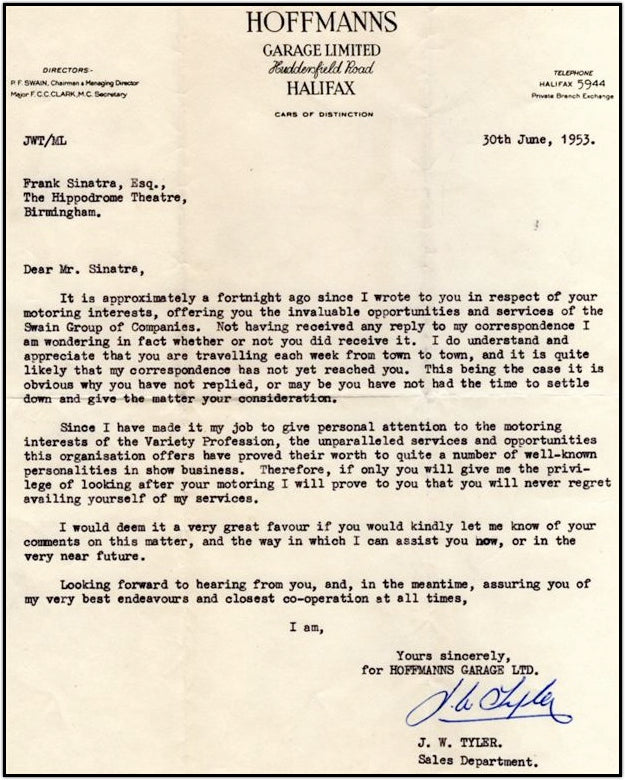 HOFFMANNS
GARAGE LIMITED
Huddersfield Road
HALIFAX
CARS OF DISTINCTION
DIRECTORS:-
P. F. SWAIN, Chairman & Managing Director
Major F.C.C.CLARK, M.C. Secretary
TELEPHONE
HALIFAX 5944
Private Branch Exchange
JWT/ML
30th June, 1953.
Frank Sinatra, Esq.,
The Hippodrome Theatre,
Birmingham.
Dear Mr. Sinatra,
It is approximately a fortnight ago since I wrote to you in respect of your
motoring interests, offering you the invaluable opportunities and services of the
Swain Group of Companies. Not having received any reply to my correspondence I
am wondering in fact whether or not you did receive it. I do understand and
appreciate that you are travelling each week from town to town, and it is quite
likely that my correspondence has not yet reached you. This being the case it is
obvious why you have not replied, or may be you have not had the time to settle
down and give the matter your consideration.
Since I have made it my job to give personal attention to the motoring
interests of the Variety Profession, the unparalleled services and opportunities
this organisation offers have proved their worth to quite a number of well-known
personalities in show business. Therefore, if only you will give me the privi-
lege of looking after your motoring I will prove to you that you will never regret
availing yourself of my services.
I would deem it a very great favour if you would kindly let me know of your
comments on this matter, and the way in which I can assist you now, or in the
very near future.
Looking forward to hearing from you, and, in the meantime, assuring you of
my very best endeavours and closest co-operation at all times,
I am,
Yours sincerely,
for HOFFMANNS GARAGE LTD.
J. W. Tyler
J. W. TYLER.
Sales Department.